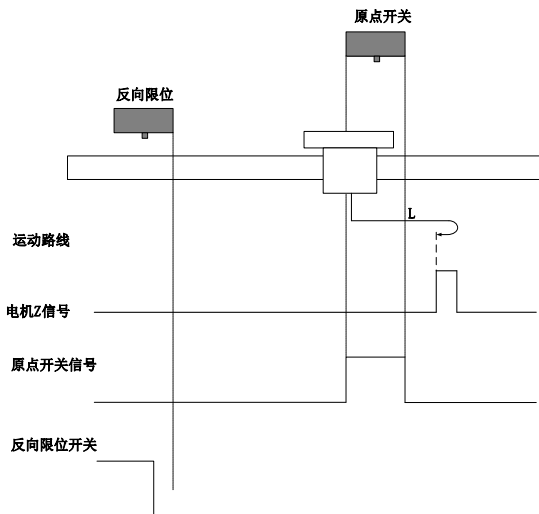 原点开关
反向限位
L
运动路线
电机Z信号
原点开关信号
反向限位开关